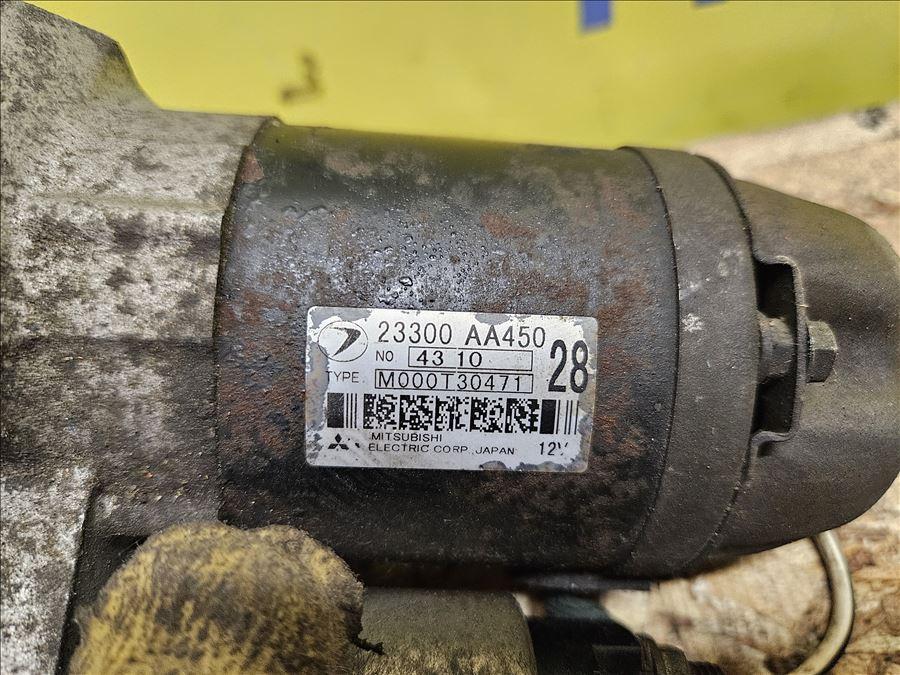 23300 AA450
NO 43 10
28
TYPE. M000T30471
MITSUBISHI
ELECTRIC CORP., JAPAN 12V